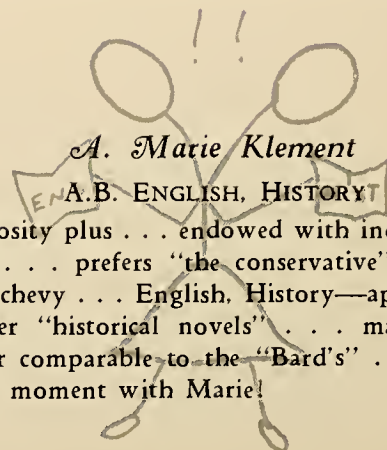 ! !
A. Marie Klement
A.B. ENGLISH, HISTORY
osity plus . . . endowed with in
. . . prefers "the conservative"
chevy . . . English, History—ap
er "historical novels" . . . ma
r comparable to the "Bard's" .
moment with Marie!